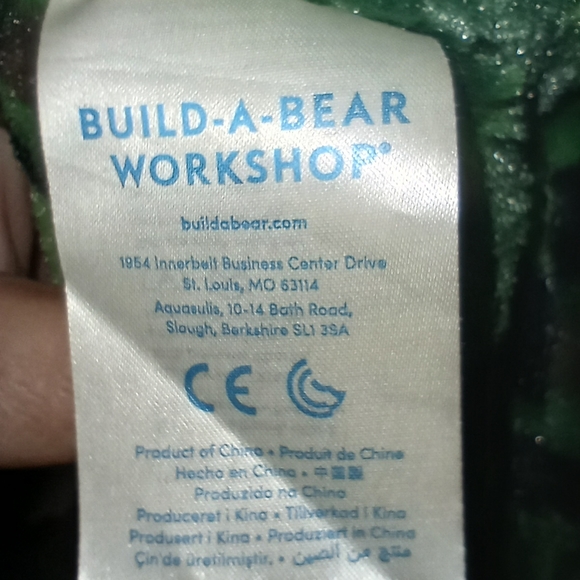 BUILD-A-BEAR
WORKSHOP®
buildabear.com
1954 Innerbelt Business Center Drive
St. Louis, MO 63114
Aquasulis, 10-14 Bath Road,
Slough, Berkshire SL1 3SA
CE
Product of China • Produit de Chine
Hecho en China • 中国製
Produzido na China
Produceret i Kina • Tillverkad i Kina
Produsert i Kina • Produziert in China
Çin'de üretilmiştir. • منتج من الصين